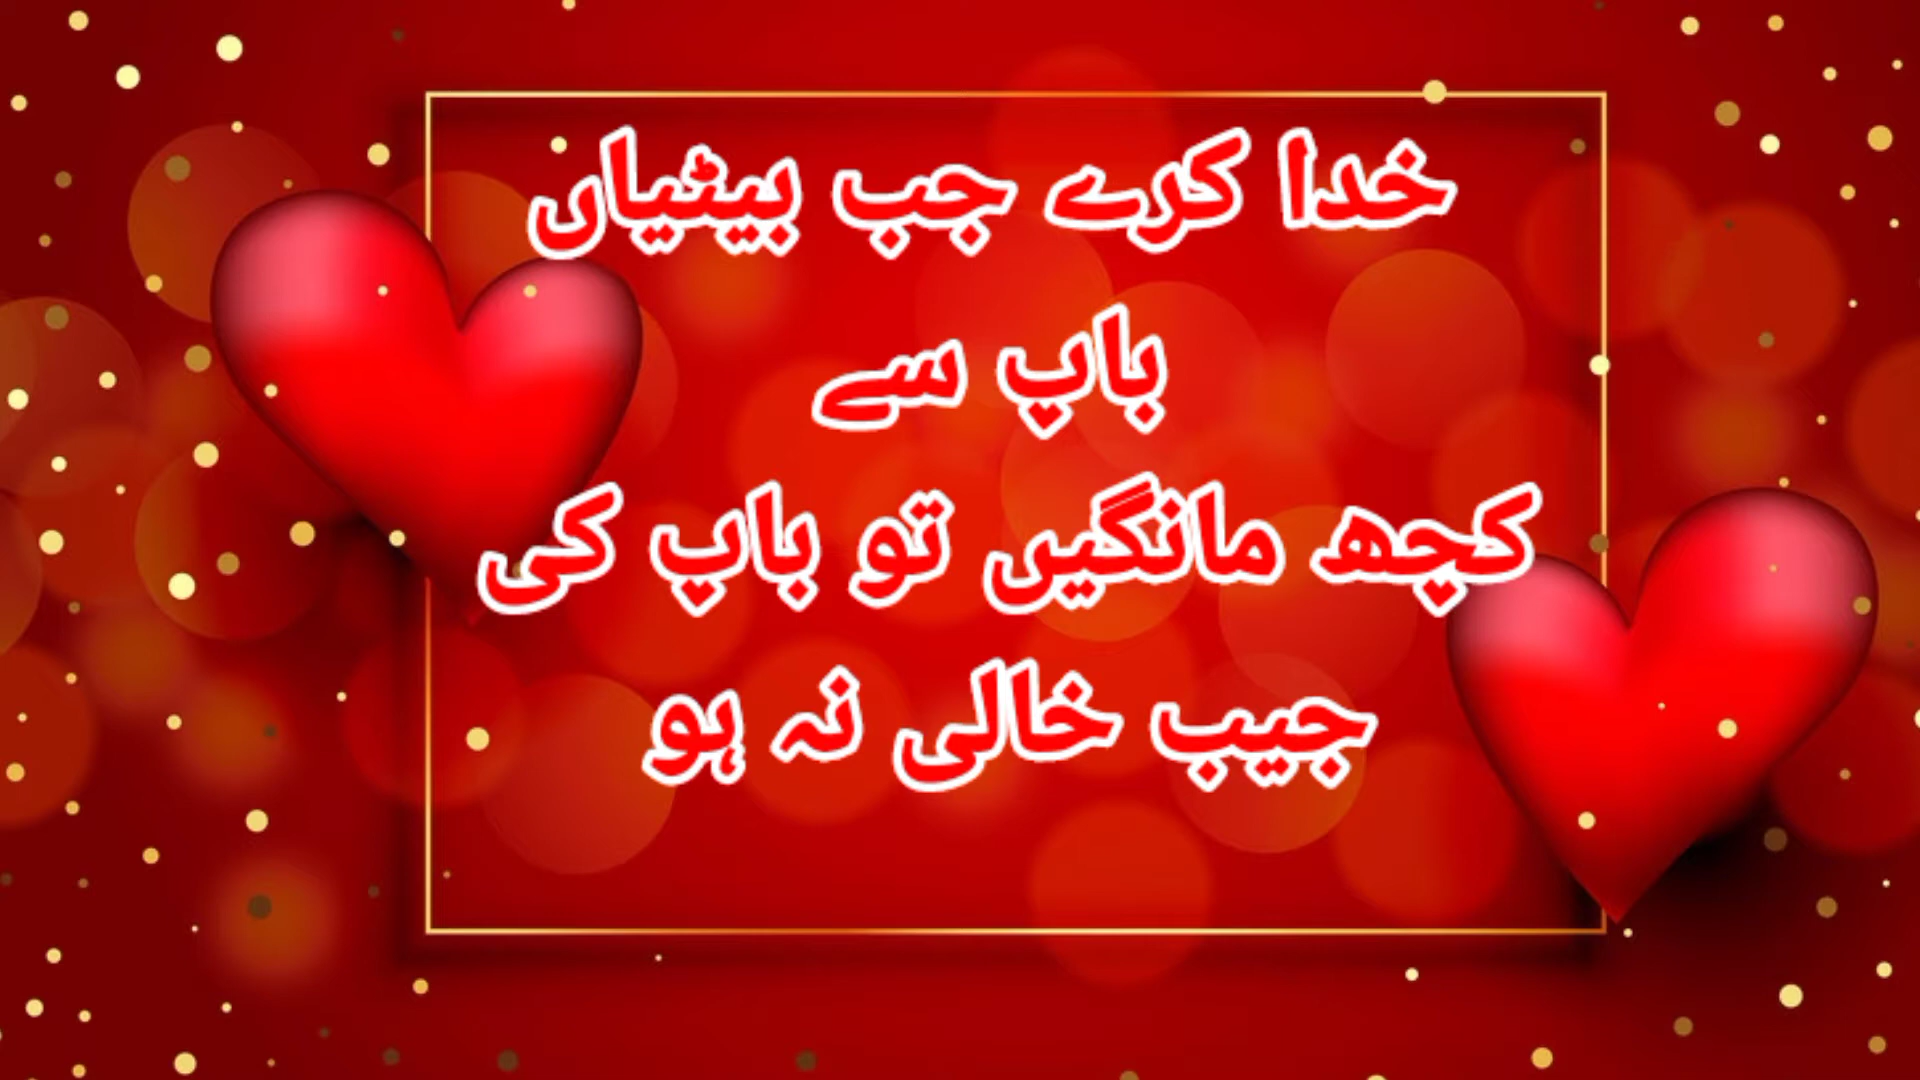 خدا کرے جب بیٹیاں
باپ سے
کچھ مانگیں تو باپ کی
جیب خالی نہ ہو